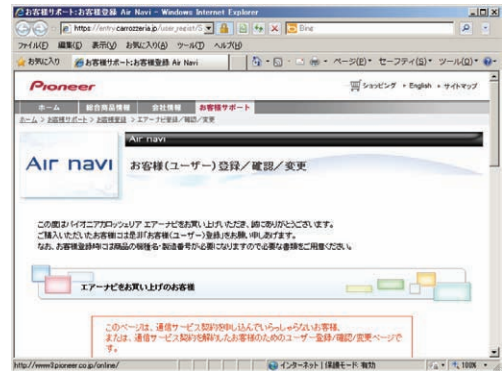 お客様サポート:お客様登録 Air Navi - Windows Internet Explorer
https://entry.carrozzeria.jp/user_regist/S
Bing
ファイル(F) 編集(E) 表示(V) お気に入り(A) ツール(T) ヘルプ(H)
お気に入り お客様サポート:お客様登録 Air Navi ページ(P) セーフティ(S) ツール(O)
Pioneer
ショッピング English サイトマップ
ホーム 総合商品情報 会社情報 お客様サポート
ホーム > お客様サポート > お客様登録 > エアーナビ登録/確認/変更
Air navi
Air navi お客様(ユーザー)登録/確認/変更
この度はパイオニアカロッツェリア エアーナビをお買い上げいただき、誠にありがとうございます。
ご購入いただいたお客様には是非「お客様(ユーザー)登録」をお願い申しあげます。
なお、お客様登録時には商品の機種名・製造番号が必要になりますので必要な書類をご用意ください。
エアーナビをお買い上げのお客様
このページは、通信サービス契約を申し込んでいらっしゃらないお客様、
または、通信サービス契約を解約したお客様のためのユーザー登録/確認/変更ページで
す。
http://www3.pioneer.co.jp/online/ インターネット | 保護モード: 有効 100%